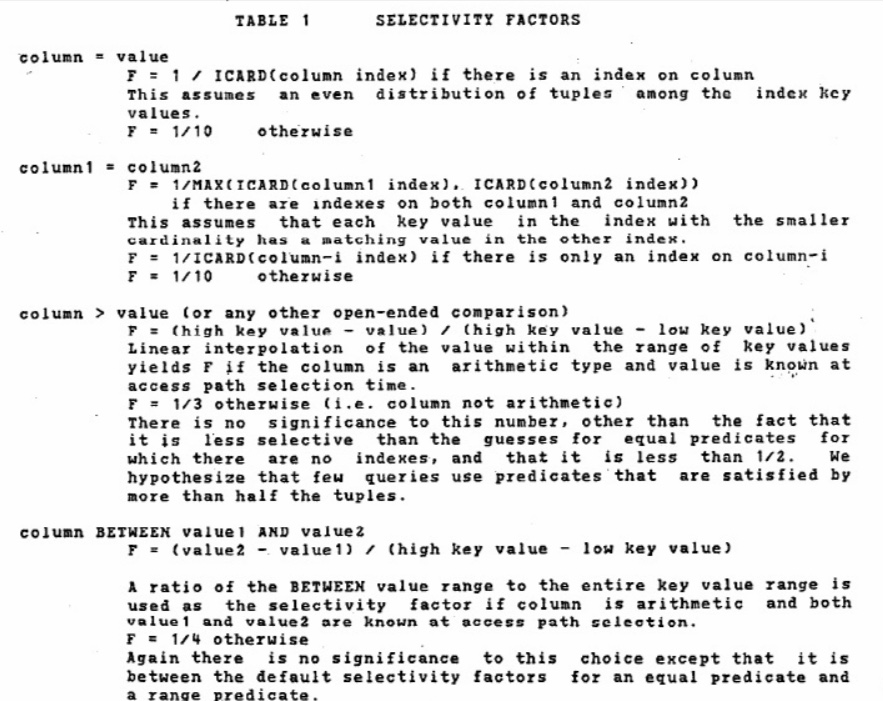 TABLE 1 SELECTIVITY FACTORS
column = value
F = 1 / ICARD(column index) if there is an index on column
This assumes an even distribution of tuples among the index key
values.
F = 1/10 otherwise
column1 = column2
F = 1/MAX(ICARD(column1 index), ICARD(column2 index))
if there are indexes on both column1 and column2
This assumes that each key value in the index with the smaller
cardinality has a matching value in the other index.
F = 1/ICARD(column-i index) if there is only an index on column-i
F = 1/10 otherwise
column > value (or any other open-ended comparison)
F = (high key value - value) / (high key value - low key value)
Linear interpolation of the value within the range of key values
yields F if the column is an arithmetic type and value is known at
access path selection time.
F = 1/3 otherwise (i.e. column not arithmetic)
There is no significance to this number, other than the fact that
it is less selective than the guesses for equal predicates for
which there are no indexes, and that it is less than 1/2. We
hypothesize that few queries use predicates that are satisfied by
more than half the tuples.
column BETWEEN value1 AND value2
F = (value2 - value1) / (high key value - low key value)
A ratio of the BETWEEN value range to the entire key value range is
used as the selectivity factor if column is arithmetic and both
value1 and value2 are known at access path selection.
F = 1/4 otherwise
Again there is no significance to this choice except that it is
between the default selectivity factors for an equal predicate and
a range predicate.